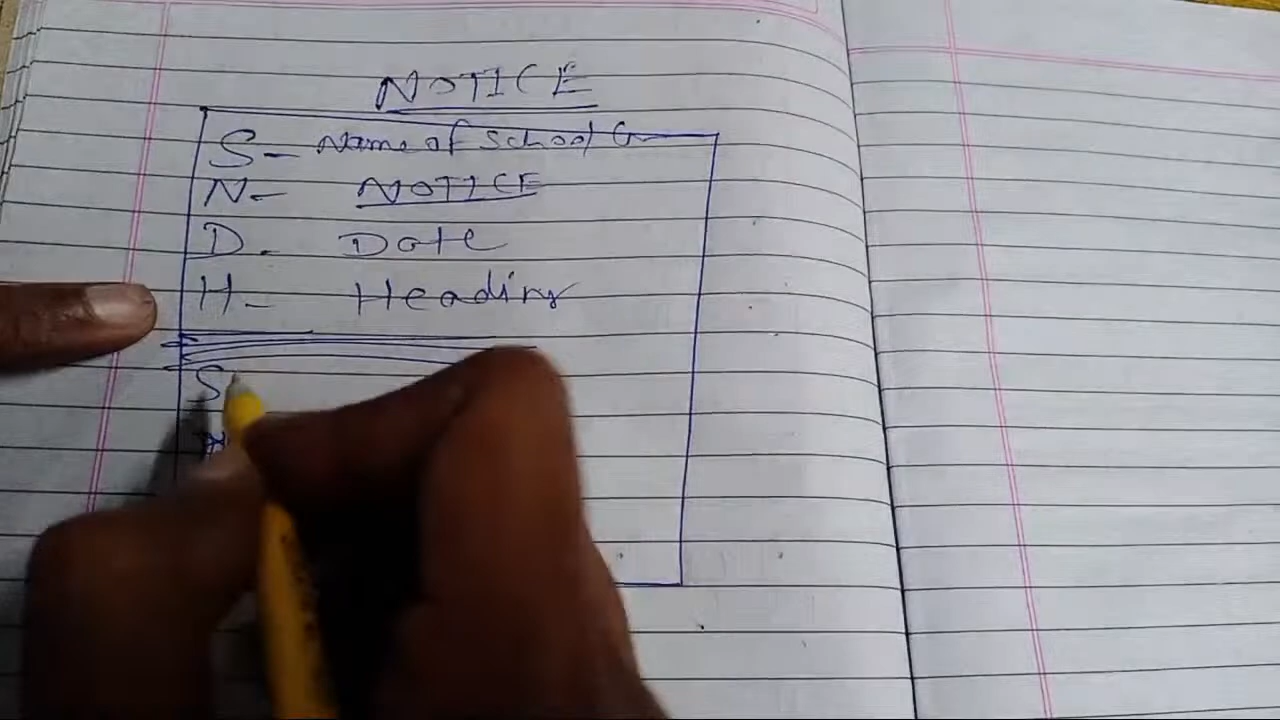 NOTICE
S- Name of School
N- NOTICE
D. Date
H- Heading
S